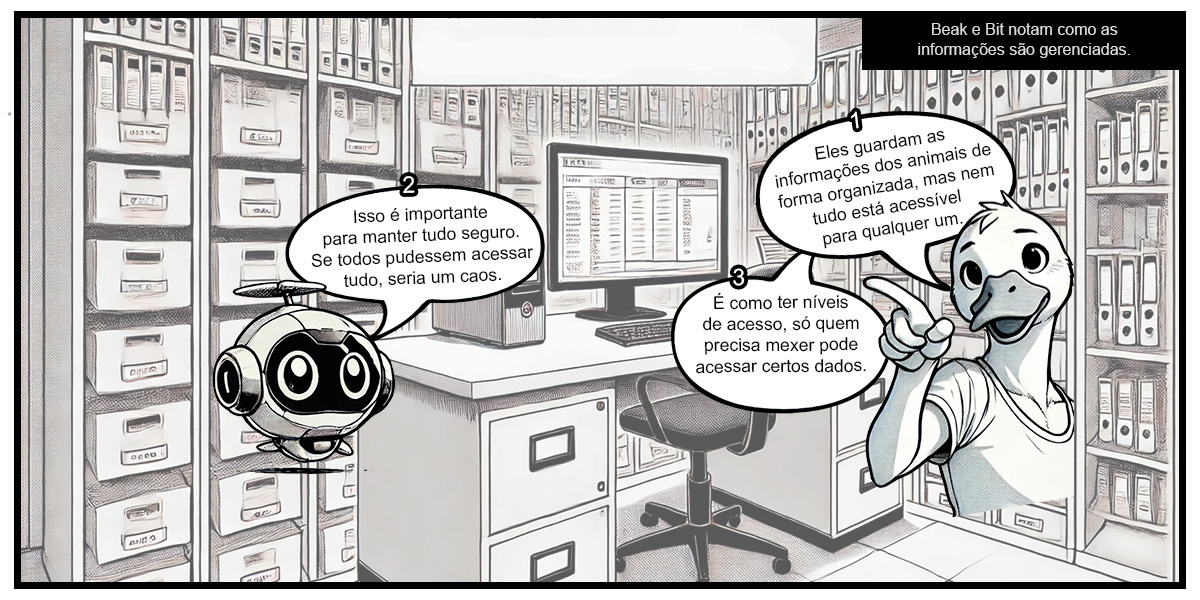 Beak e Bit notam como as
informações são gerenciadas.
1
Eles guardam as
informações dos animais de
forma organizada, mas nem
tudo está acessível
para qualquer um.
2
Isso é importante
para manter tudo seguro.
Se todos pudessem acessar
tudo, seria um caos.
3
É como ter níveis
de acesso, só quem
precisa mexer pode
acessar certos dados.